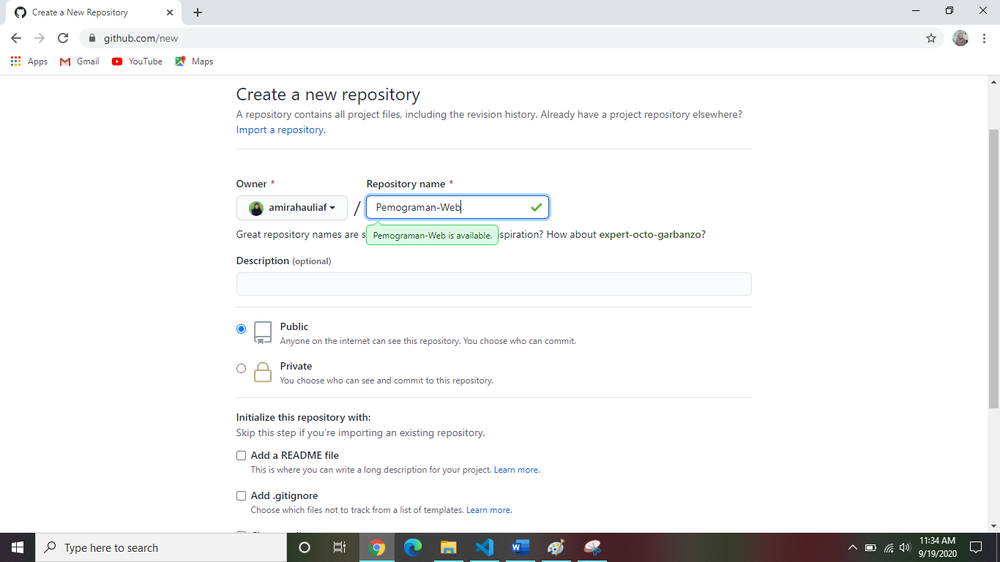 Create a New Repository
github.com/new
Apps Gmail YouTube Maps
Create a new repository
A repository contains all project files, including the revision history. Already have a project repository elsewhere?
Import a repository.
Owner * Repository name *
amirahauliaf / Pemograman-Web
Great repository names are s
Pemograman-Web is available.
spiration? How about expert-octo-garbanzo?
Description (optional)
Public
Anyone on the internet can see this repository. You choose who can commit.
Private
You choose who can see and commit to this repository.
Initialize this repository with:
Skip this step if you're importing an existing repository.
Add a README file
This is where you can write a long description for your project. Learn more.
Add .gitignore
Choose which files not to track from a list of templates. Learn more.
Type here to search
11:34 AM
9/19/2020